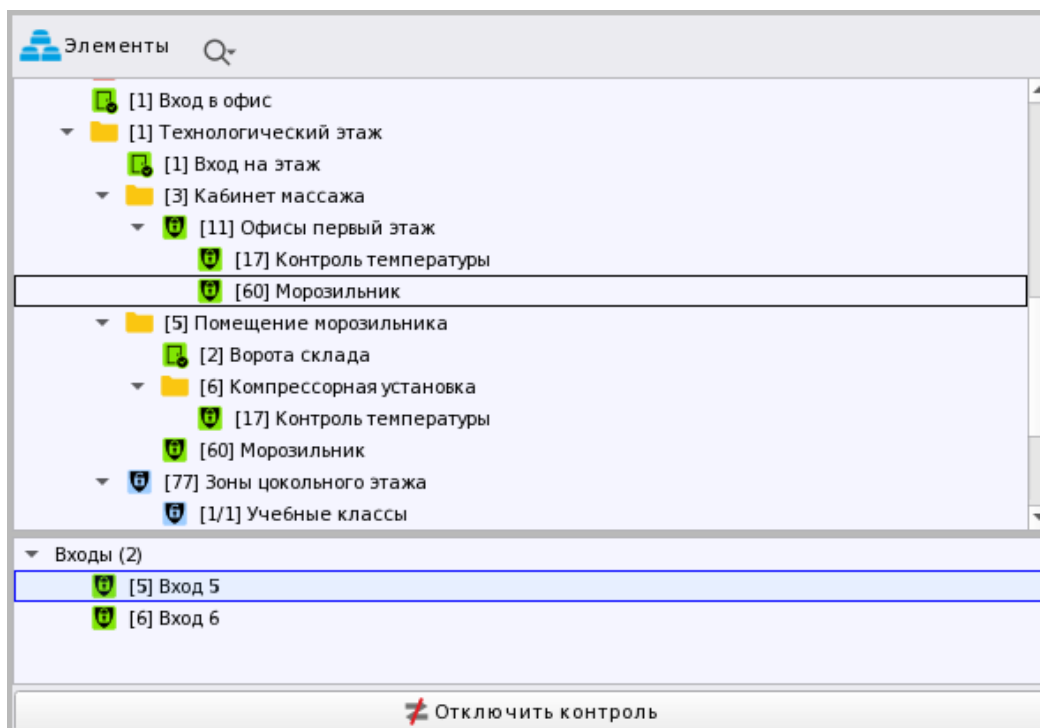 Элементы
[1] Вход в офис
[1] Технологический этаж
[1] Вход на этаж
[3] Кабинет массажа
[11] Офисы первый этаж
[17] Контроль температуры
[60] Морозильник
[5] Помещение морозильника
[2] Ворота склада
[6] Компрессорная установка
[17] Контроль температуры
[60] Морозильник
[77] Зоны цокольного этажа
[1/1] Учебные классы
Входы (2)
[5] Вход 5
[6] Вход 6
Отключить контроль